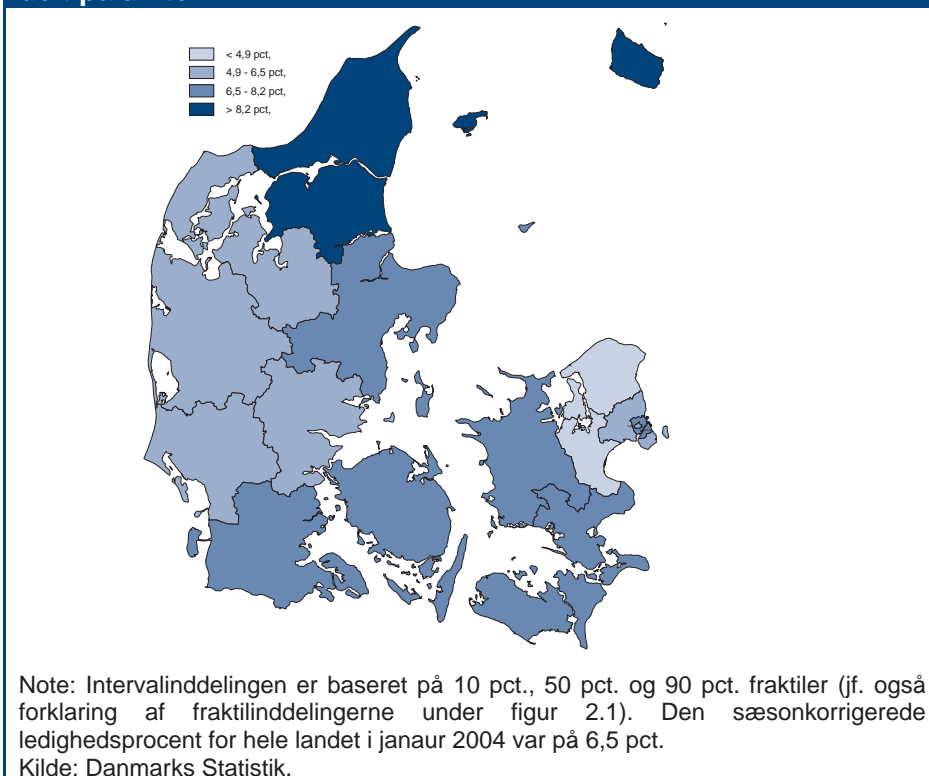 < 4,9 pct,
4,9 - 6,5 pct,
6,5 - 8,2 pct,
> 8,2 pct,
Note: Intervalinddelingen er baseret på 10 pct., 50 pct. og 90 pct. fraktiler (jf. også
forklaring af fraktilinddelingerne under figur 2.1). Den sæsonkorrigerede
ledighedsprocent for hele landet i janaur 2004 var på 6,5 pct.
Kilde: Danmarks Statistik.